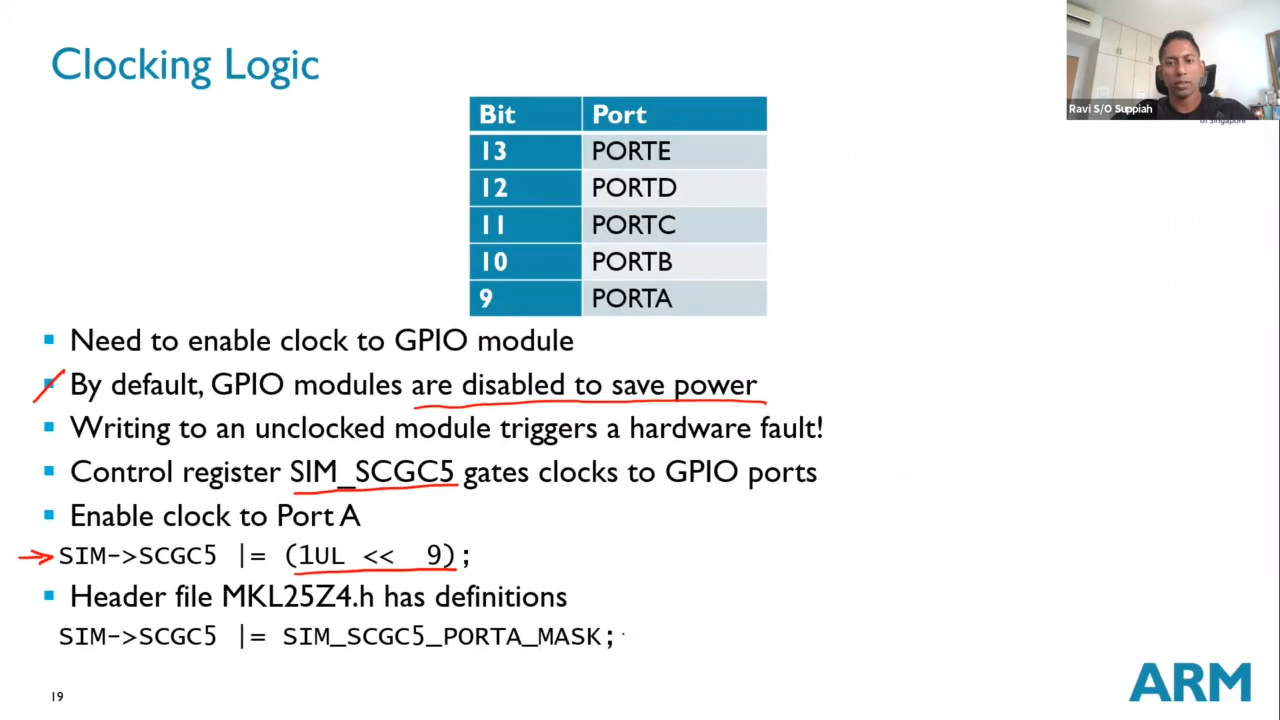 Clocking Logic
Ravi S/O Suppiah
of Singapore
Bit Port
13 PORTE
12 PORTD
11 PORTC
10 PORTB
9 PORTA
Need to enable clock to GPIO module
By default, GPIO modules are disabled to save power
Writing to an unclocked module triggers a hardware fault!
Control register SIM_SCGC5 gates clocks to GPIO ports
Enable clock to Port A
SIM->SCGC5 |= (1UL << 9);
Header file MKL25Z4.h has definitions
SIM->SCGC5 |= SIM_SCGC5_PORTA_MASK;
19
ARM